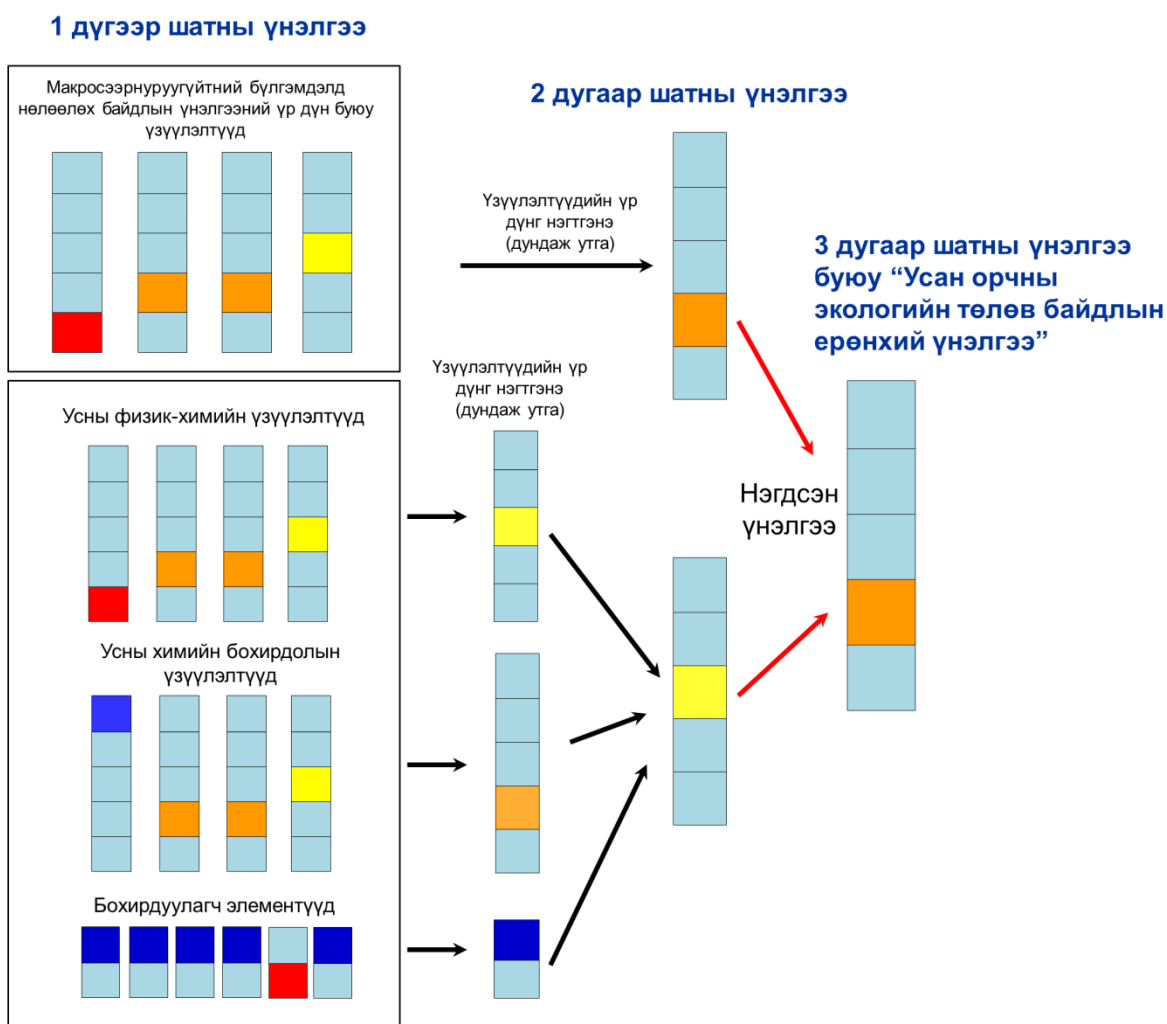 1 дүгээр шатны үнэлгээ
Макросээрнуруугүйтний бүлгэмдэлд
нөлөөлөх байдлын үнэлгээний үр дүн буюу
үзүүлэлтүүд
2 дугаар шатны үнэлгээ
Үзүүлэлтүүдийн үр
дүнг нэгтгэнэ
(дундаж утга)
3 дугаар шатны үнэлгээ
буюу “Усан орчны
экологийн төлөв байдлын
ерөнхий үнэлгээ”
Үзүүлэлтүүдийн үр
дүнг нэгтгэнэ
(дундаж утга)
Усны физик-химийн үзүүлэлтүүд
Нэгдсэн
үнэлгээ
Усны химийн бохирдолын
үзүүлэлтүүд
Бохирдуулагч элементүүд